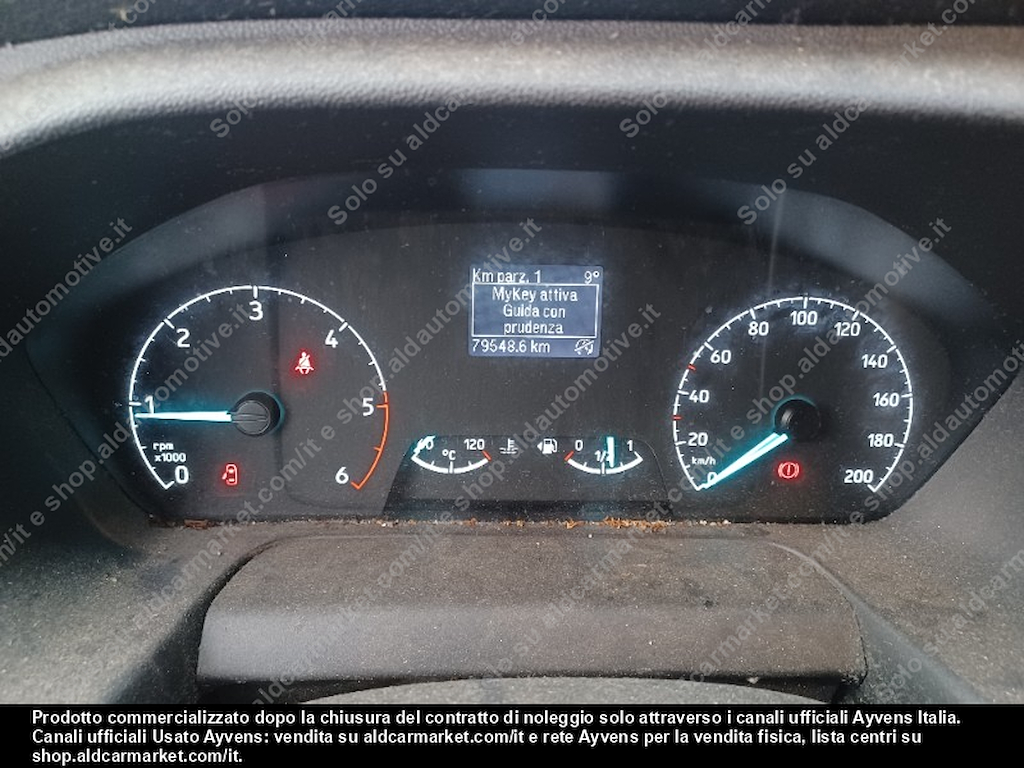 Km parz. 1 9°
MyKey attiva
Guida con
prudenza
79548.6 km
0 1 2 3 4 5 6
rpm
x1000
0 20 40 60 80 100 120 140 160 180 200
km/h
120
°C
0 1/2 1
Solo su aldcarmarket.com/it e shop.aldautomotive.it
Prodotto commercializzato dopo la chiusura del contratto di noleggio solo attraverso i canali ufficiali Ayvens Italia.
Canali ufficiali Usato Ayvens: vendita su aldcarmarket.com/it e rete Ayvens per la vendita fisica, lista centri su
shop.aldcarmarket.com/it.